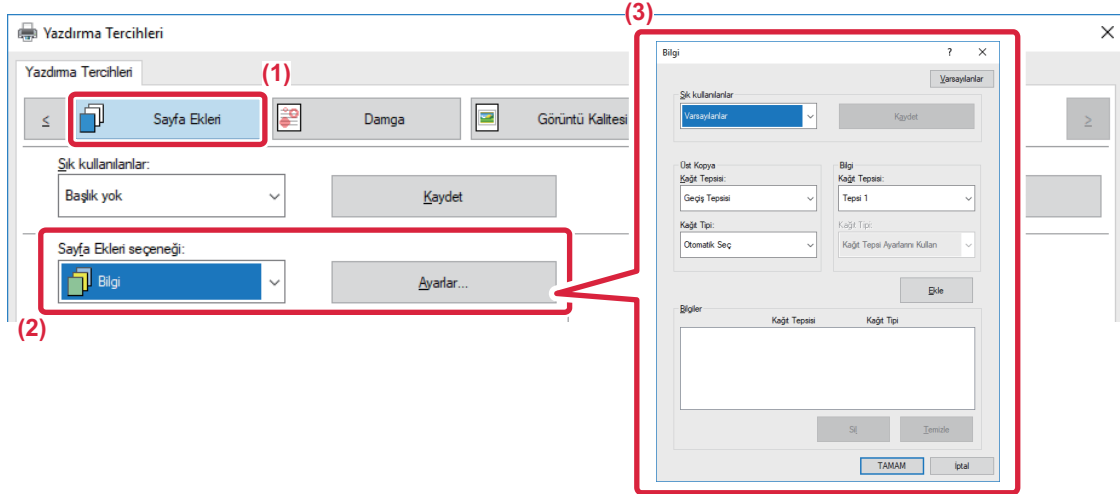 (3)
Yazdırma Tercihleri
Yazdırma Tercihleri
(1)
≤ Sayfa Ekleri Damga Görüntü Kalitesi ≥
Sık kullanılanlar:
Başlık yok Kaydet
Sayfa Ekleri seçeneği:
Bilgi Ayarlar...
(2)
Bilgi ? ×
Varsayılanlar
Sık kullanılanlar
Varsayılanlar Kaydet
Üst Kopya Bilgi
Kağıt Tepsisi: Kağıt Tepsisi:
Geçiş Tepsisi Tepsi 1
Kağıt Tipi: Kağıt Tipi:
Otomatik Seç Kağıt Tepsi Ayarlarını Kullan
Ekle
Bilgiler
Kağıt Tepsisi Kağıt Tipi
Sil Temizle
TAMAM İptal